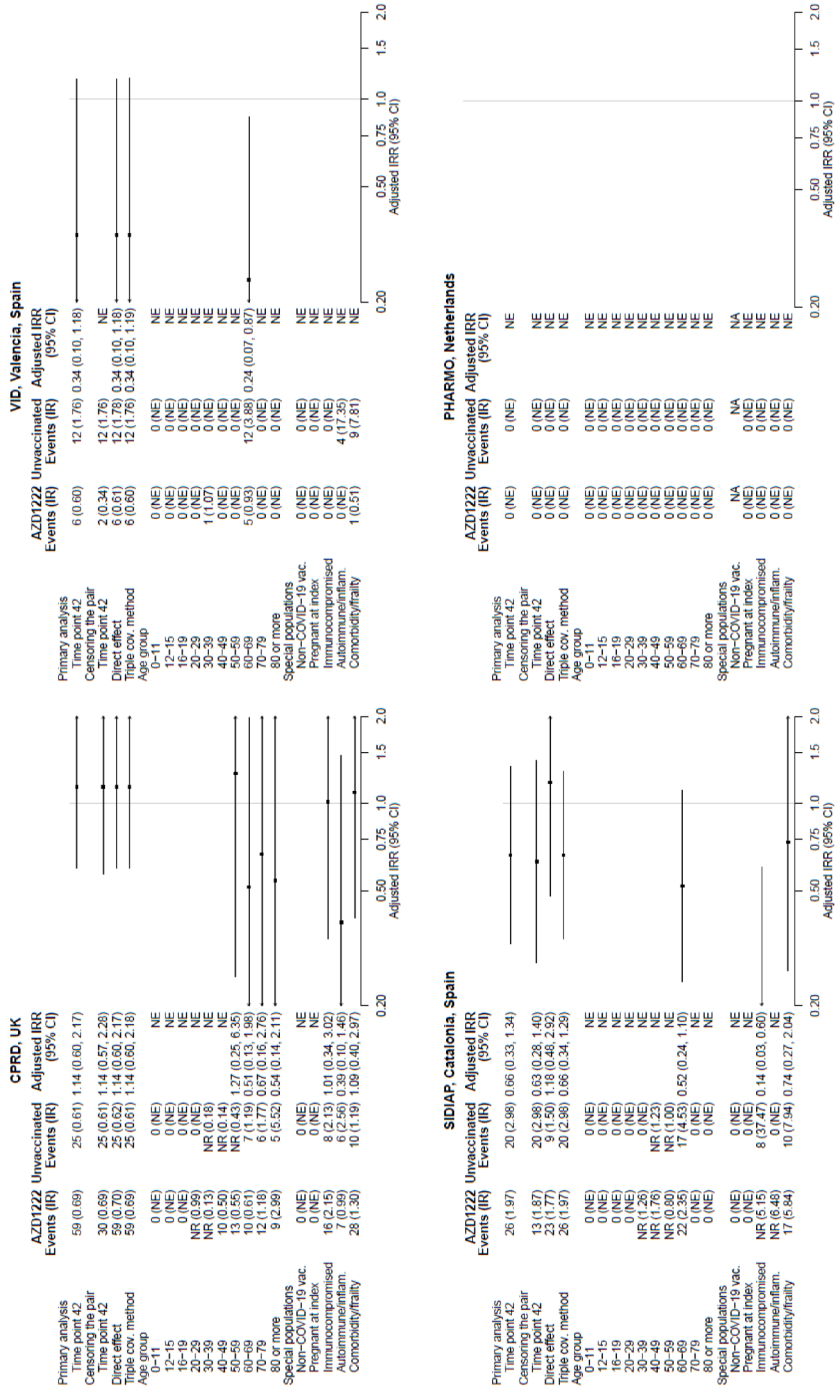 CPRD, UK
AZD1222 Unvaccinated Adjusted IRR
Events (IR) Events (IR) (95% CI)
Primary analysis
Time point 42 59 (0.69) 25 (0.61) 1.14 (0.60, 2.17)
Censoring the pair
Time point 42 30 (0.69) 25 (0.61) 1.14 (0.57, 2.28)
Direct effect 59 (0.70) 25 (0.62) 1.14 (0.60, 2.17)
Triple cov. method 59 (0.69) 25 (0.61) 1.14 (0.60, 2.18)
Age group
0−11 0 (NE) 0 (NE) NE
12−15 0 (NE) 0 (NE) NE
16−19 0 (NE) 0 (NE) NE
20−29 NR (0.99) 0 (NE) NE
30−39 NR (0.13) NR (0.18) NE
40−49 10 (0.50) NR (0.14) NE
50−59 13 (0.55) NR (0.43) 1.27 (0.25, 6.35)
60−69 10 (0.61) 7 (1.19) 0.51 (0.13, 1.98)
70−79 12 (1.18) 6 (1.77) 0.67 (0.16, 2.76)
80 or more 9 (2.99) 5 (5.52) 0.54 (0.14, 2.11)
Special populations
Non−COVID−19 vac. 0 (NE) 0 (NE) NE
Pregnant at index 0 (NE) 0 (NE) NE
Immunocompromised 16 (2.15) 8 (2.13) 1.01 (0.34, 3.02)
Autoimmune/inflam. 7 (0.99) 6 (2.56) 0.39 (0.10, 1.46)
Comorbidity/frailty 28 (1.30) 10 (1.19) 1.09 (0.40, 2.97)
0.20 0.50 0.75 1.0 1.5 2.0
Adjusted IRR (95% CI)
VID, Valencia, Spain
AZD1222 Unvaccinated Adjusted IRR
Events (IR) Events (IR) (95% CI)
Primary analysis
Time point 42 6 (0.60) 12 (1.76) 0.34 (0.10, 1.18)
Censoring the pair
Time point 42 2 (0.34) 12 (1.76) NE
Direct effect 6 (0.61) 12 (1.78) 0.34 (0.10, 1.18)
Triple cov. method 6 (0.60) 12 (1.76) 0.34 (0.10, 1.19)
Age group
0−11 0 (NE) 0 (NE) NE
12−15 0 (NE) 0 (NE) NE
16−19 0 (NE) 0 (NE) NE
20−29 0 (NE) 0 (NE) NE
30−39 1 (1.07) 0 (NE) NE
40−49 0 (NE) 0 (NE) NE
50−59 0 (NE) 0 (NE) NE
60−69 5 (0.93) 12 (3.88) 0.24 (0.07, 0.87)
70−79 0 (NE) 0 (NE) NE
80 or more 0 (NE) 0 (NE) NE
Special populations
Non−COVID−19 vac. 0 (NE) 0 (NE) NE
Pregnant at index 0 (NE) 0 (NE) NE
Immunocompromised 0 (NE) 0 (NE) NE
Autoimmune/inflam. 0 (NE) 4 (17.35) NE
Comorbidity/frailty 1 (0.51) 9 (7.81) NE
0.20 0.50 0.75 1.0 1.5 2.0
Adjusted IRR (95% CI)
SIDIAP, Catalonia, Spain
AZD1222 Unvaccinated Adjusted IRR
Events (IR) Events (IR) (95% CI)
Primary analysis
Time point 42 26 (1.97) 20 (2.98) 0.66 (0.33, 1.34)
Censoring the pair
Time point 42 13 (1.87) 20 (2.98) 0.63 (0.28, 1.40)
Direct effect 23 (1.77) 9 (1.50) 1.18 (0.48, 2.92)
Triple cov. method 26 (1.97) 20 (2.98) 0.66 (0.34, 1.29)
Age group
0−11 0 (NE) 0 (NE) NE
12−15 0 (NE) 0 (NE) NE
16−19 0 (NE) 0 (NE) NE
20−29 0 (NE) 0 (NE) NE
30−39 NR (1.26) 0 (NE) NE
40−49 NR (1.76) NR (1.23) NE
50−59 NR (0.80) NR (1.00) NE
60−69 22 (2.35) 17 (4.53) 0.52 (0.24, 1.10)
70−79 0 (NE) 0 (NE) NE
80 or more 0 (NE) 0 (NE) NE
Special populations
Non−COVID−19 vac. 0 (NE) 0 (NE) NE
Pregnant at index 0 (NE) 0 (NE) NE
Immunocompromised NR (5.15) 8 (37.47) 0.14 (0.03, 0.60)
Autoimmune/inflam. NR (6.48) 0 (NE) NE
Comorbidity/frailty 17 (5.84) 10 (7.94) 0.74 (0.27, 2.04)
0.20 0.50 0.75 1.0 1.5 2.0
Adjusted IRR (95% CI)
PHARMO, Netherlands
AZD1222 Unvaccinated Adjusted IRR
Events (IR) Events (IR) (95% CI)
Primary analysis
Time point 42 0 (NE) 0 (NE) NE
Censoring the pair
Time point 42 0 (NE) 0 (NE) NE
Direct effect 0 (NE) 0 (NE) NE
Triple cov. method 0 (NE) 0 (NE) NE
Age group
0−11 0 (NE) 0 (NE) NE
12−15 0 (NE) 0 (NE) NE
16−19 0 (NE) 0 (NE) NE
20−29 0 (NE) 0 (NE) NE
30−39 0 (NE) 0 (NE) NE
40−49 0 (NE) 0 (NE) NE
50−59 0 (NE) 0 (NE) NE
60−69 0 (NE) 0 (NE) NE
70−79 0 (NE) 0 (NE) NE
80 or more 0 (NE) 0 (NE) NE
Special populations
Non−COVID−19 vac. NA NA NA
Pregnant at index 0 (NE) 0 (NE) NE
Immunocompromised 0 (NE) 0 (NE) NE
Autoimmune/inflam. 0 (NE) 0 (NE) NE
Comorbidity/frailty 0 (NE) 0 (NE) NE
0.20 0.50 0.75 1.0 1.5 2.0
Adjusted IRR (95% CI)